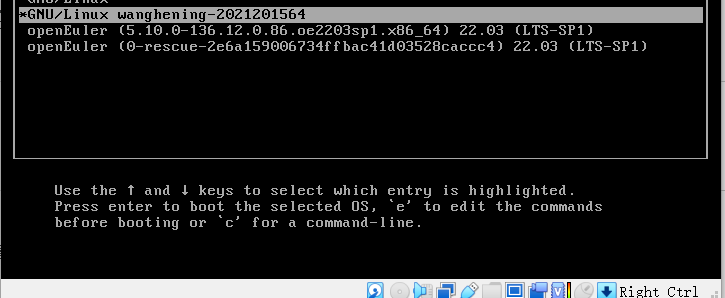 GNU/Linux
*GNU/Linux wanghening-2021201564
openEuler (5.10.0-136.12.0.86.oe2203sp1.x86_64) 22.03 (LTS-SP1)
openEuler (0-rescue-2e6a159006734ffbac41d03528caccc4) 22.03 (LTS-SP1)
Use the ↑ and ↓ keys to select which entry is highlighted.
Press enter to boot the selected OS, `e' to edit the commands
before booting or `c' for a command-line.
Right Ctrl